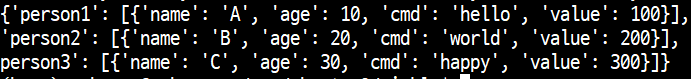 {'person1': [{'name': 'A', 'age': 10, 'cmd': 'hello', 'value': 100}],
'person2': [{'name': 'B', 'age': 20, 'cmd': 'world', 'value': 200}],
person3': [{'name': 'C', 'age': 30, 'cmd': 'happy', 'value': 300}]}